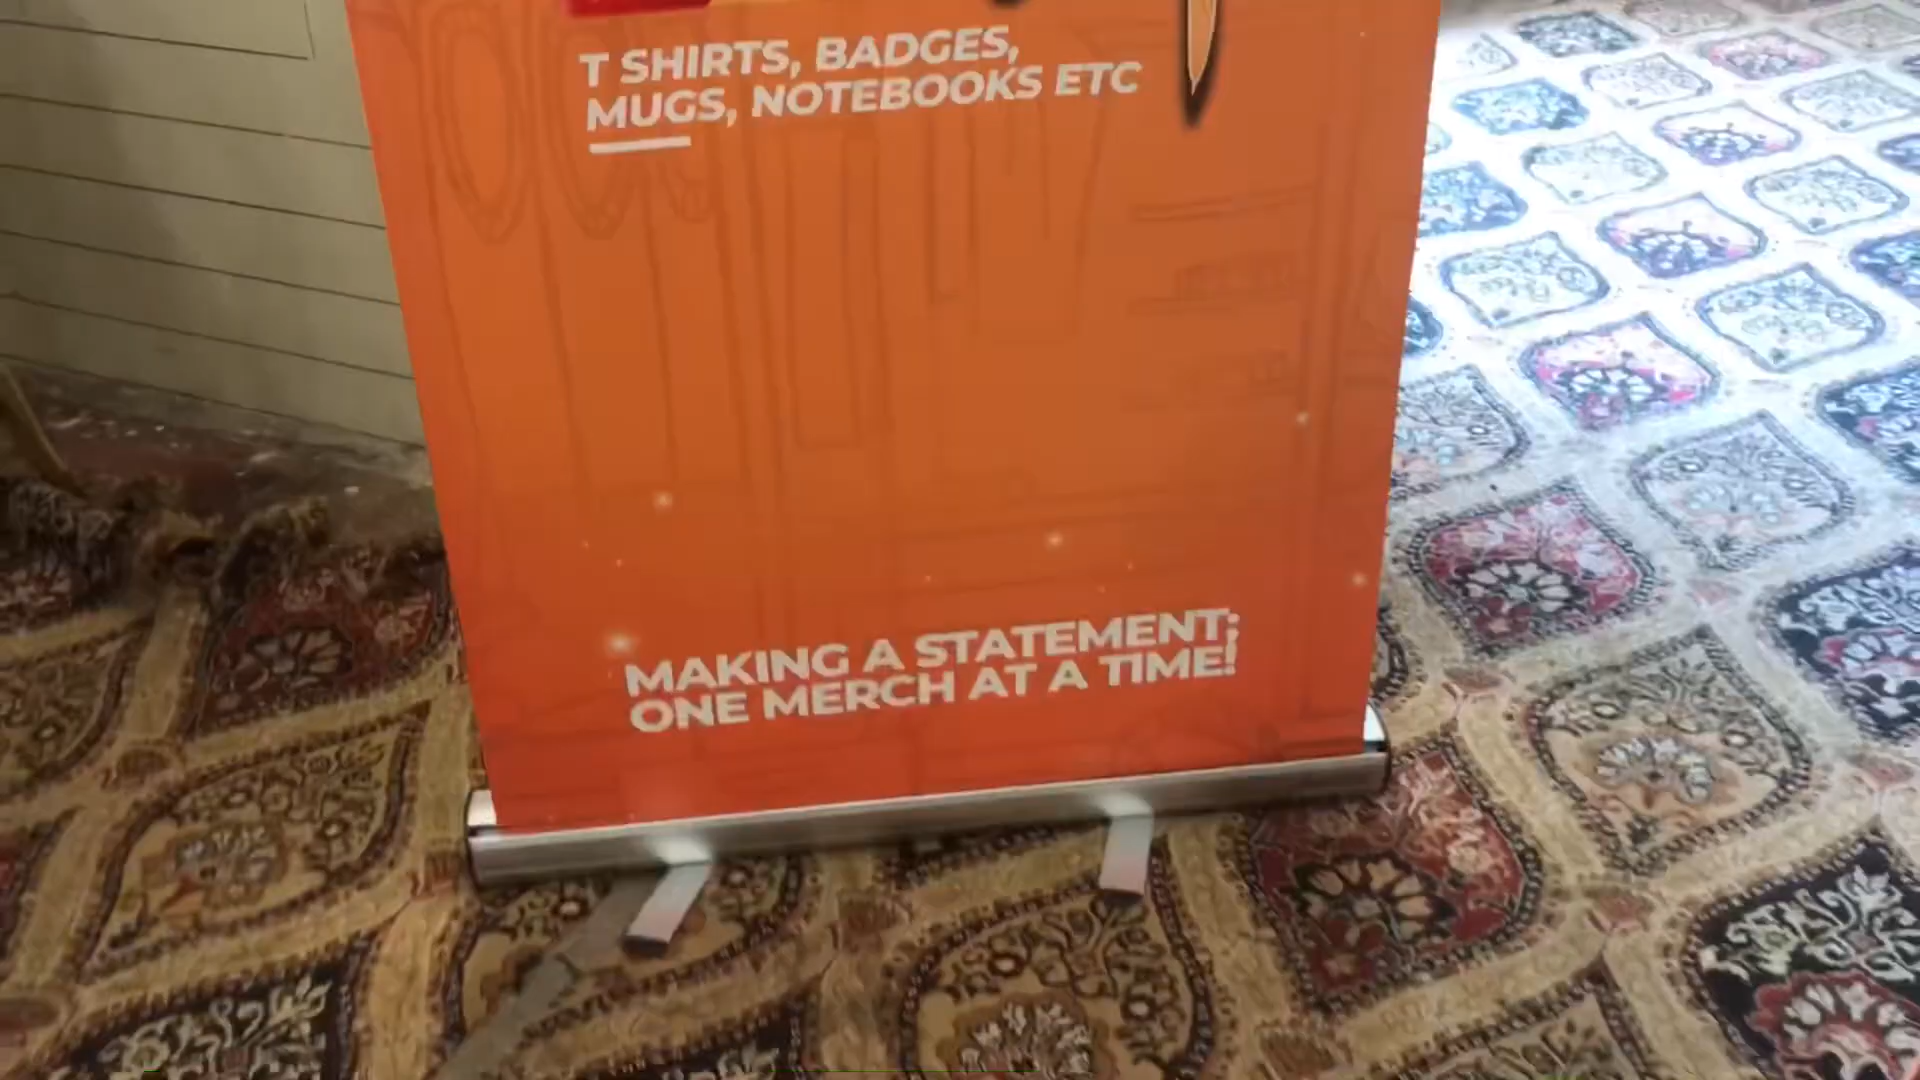 T SHIRTS, BADGES,
MUGS, NOTEBOOKS ETC
MAKING A STATEMENT;
ONE MERCH AT A TIME!